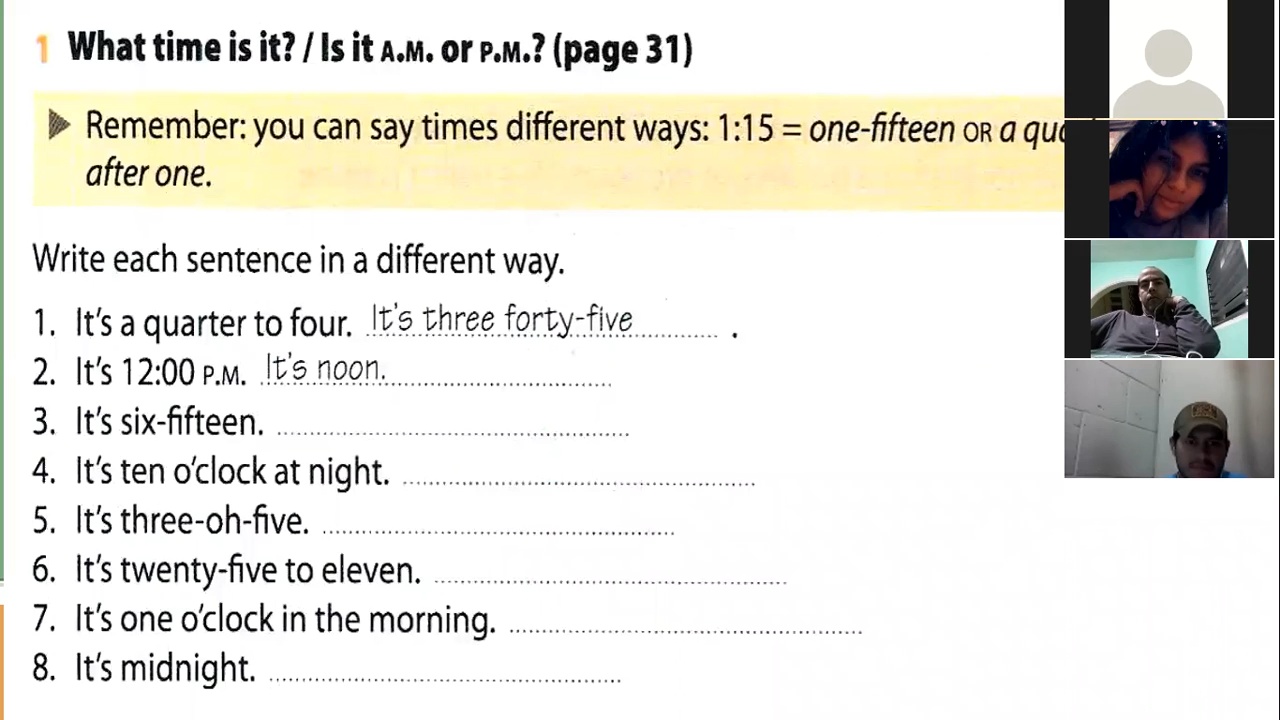 1 What time is it? / Is it A.M. or P.M.? (page 31)
Remember: you can say times different ways: 1:15 = one-fifteen OR a
after one.
Write each sentence in a different way.
1. It's a quarter to four. It's three forty-five .
2. It's 12:00 P.M. It's noon.
3. It's six-fifteen.
4. It's ten o'clock at night.
5. It's three-oh-five.
6. It's twenty-five to eleven.
7. It's one o'clock in the morning.
8. It's midnight.